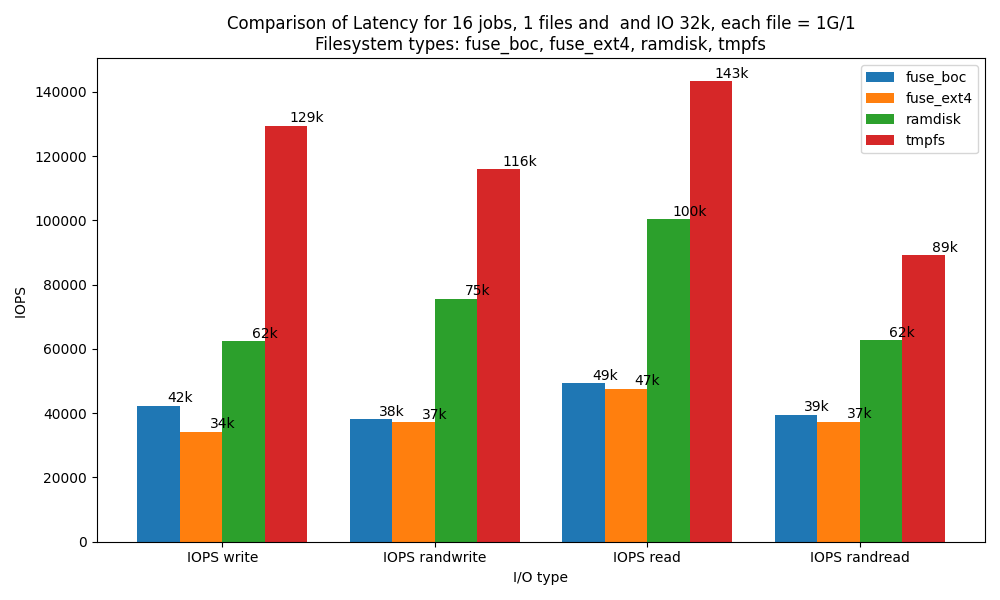 Comparison of Latency for 16 jobs, 1 files and  and IO 32k, each file = 1G/1
Filesystem types: fuse_boc, fuse_ext4, ramdisk, tmpfs
fuse_boc
fuse_ext4
ramdisk
tmpfs
IOPS
140000
120000
100000
80000
60000
40000
20000
0
42k
34k
62k
129k
38k
37k
75k
116k
49k
47k
100k
143k
39k
37k
62k
89k
IOPS write
IOPS randwrite
IOPS read
IOPS randread
I/O type